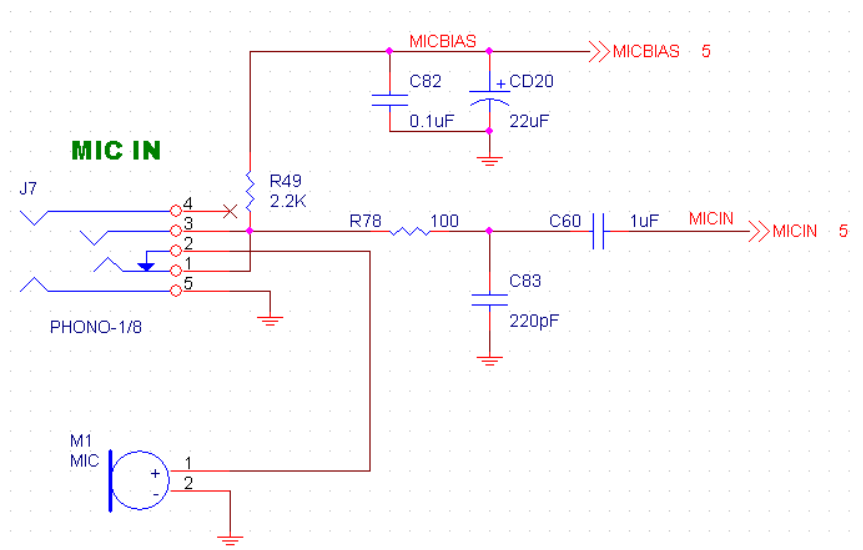 MICBIAS
MICBIAS 5
C82
+ CD20
0.1uF
22uF
MIC IN
J7
R49
2.2K
4
3
2
1
5
R78 100
C60 1uF
MICIN
MICIN 5
C83
220pF
PHONO-1/8
M1
MIC
+
-
1
2